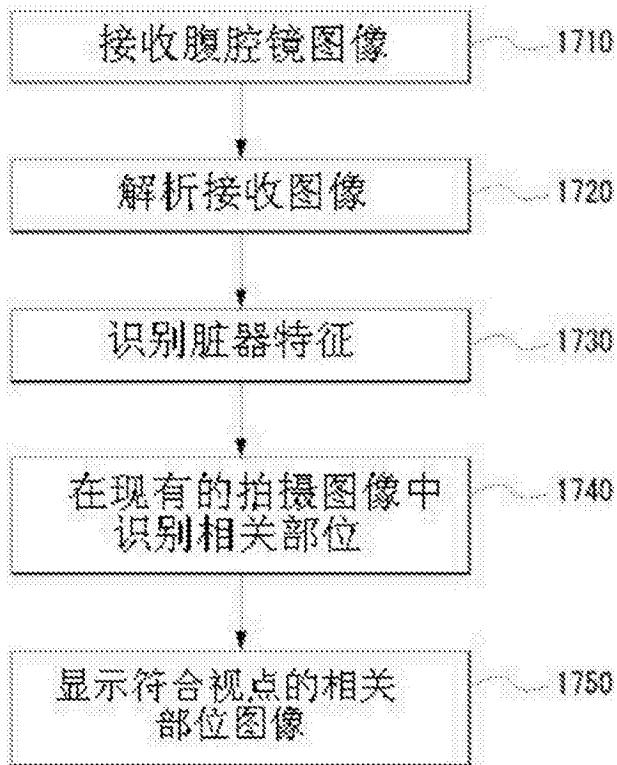 接收腹腔镜图像 1710
解析接收图像 1720
识别脏器特征 1730
在现有的拍摄图像中 1740
识别相关部位
显示符合视点的相关 1750
部位图像